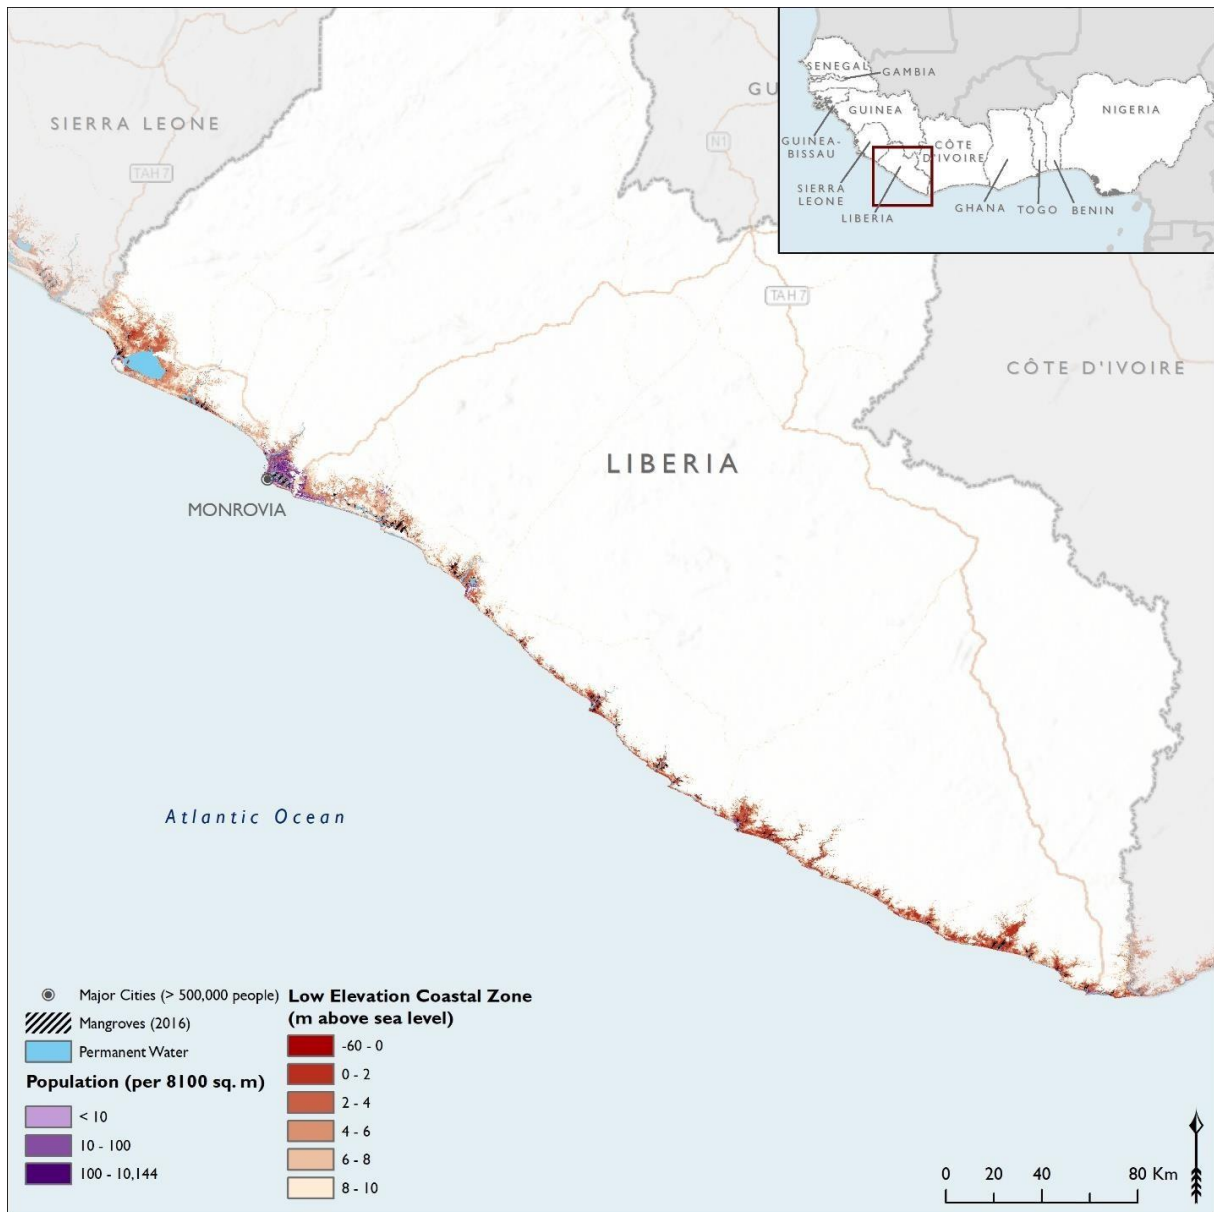 SIERRA LEONE
TAH 7
GU
N1
SENEGAL
GAMBIA
GUINEA
NIGERIA
GUINEA-
BISSAU
CÔTE
D'IVOIRE
SIERRA
LEONE
LIBERIA
GHANA
TOGO
BENIN
TAH 7
CÔTE D'IVOIRE
LIBERIA
MONROVIA
Atlantic Ocean
Major Cities (> 500,000 people)
Mangroves (2016)
Permanent Water
Population (per 8100 sq. m)
< 10
10 - 100
100 - 10,144
Low Elevation Coastal Zone
(m above sea level)
-60 - 0
0 - 2
2 - 4
4 - 6
6 - 8
8 - 10
0 20 40 80 Km